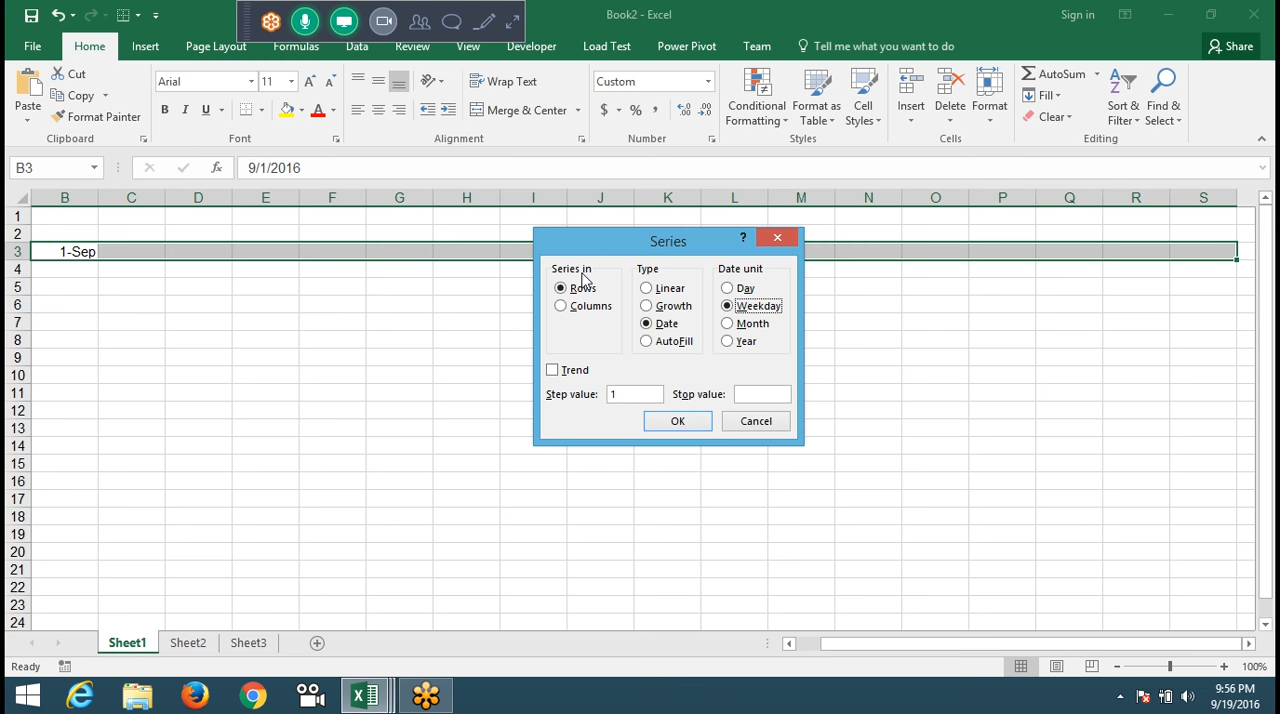 Book2 - Excel
Sign in
File Home Insert Page Layout Formulas Data Review View Developer Load Test Power Pivot Team Tell me what you want to do Share
Paste
Cut
Copy
Format Painter
Clipboard
Arial 11
B I U
Font
Wrap Text
Merge & Center
Alignment
Custom
$ % ,
Number
Conditional Formatting
Format as Table
Cell Styles
Styles
Insert
Delete
Format
Cells
AutoSum
Fill
Clear
Sort & Filter
Find & Select
Editing
B3 fx 9/1/2016
B C D E F G H I J K L M N O P Q R S
1
2
3 1-Sep
4
5
6
7
8
9
10
11
12
13
14
15
16
17
18
19
20
21
22
23
24
Series ?
Series in
Rows
Columns
Type
Linear
Growth
Date
AutoFill
Date unit
Day
Weekday
Month
Year
Trend
Step value: 1 Stop value:
OK Cancel
Sheet1 Sheet2 Sheet3
Ready 100%
9:56 PM
9/19/2016